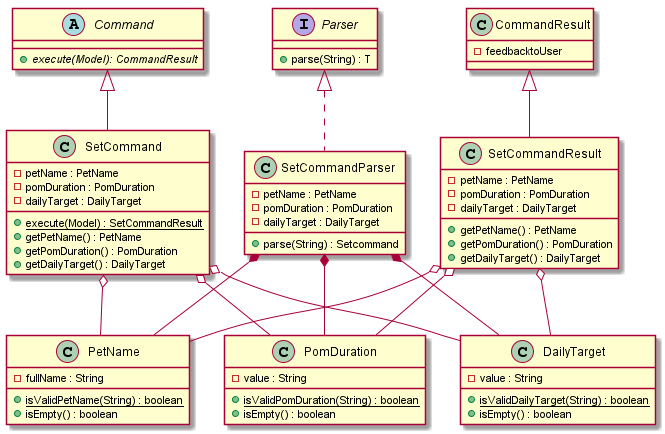 A Command
execute(Model): CommandResult
I Parser
parse(String) : T
C CommandResult
feedbacktoUser
C SetCommand
petName : PetName
pomDuration : PomDuration
dailyTarget : DailyTarget
execute(Model) : SetCommandResult
getPetName() : PetName
getPomDuration() : PomDuration
getDailyTarget() : DailyTarget
C SetCommandParser
petName : PetName
pomDuration : PomDuration
dailyTarget : DailyTarget
parse(String) : Setcommand
C SetCommandResult
petName : PetName
pomDuration : PomDuration
dailyTarget : DailyTarget
getPetName() : PetName
getPomDuration() : PomDuration
getDailyTarget() : DailyTarget
C PetName
fullName : String
isValidPetName(String) : boolean
isEmpty() : boolean
C PomDuration
value : String
isValidPomDuration(String) : boolean
isEmpty() : boolean
C DailyTarget
value : String
isValidDailyTarget(String) : boolean
isEmpty() : boolean